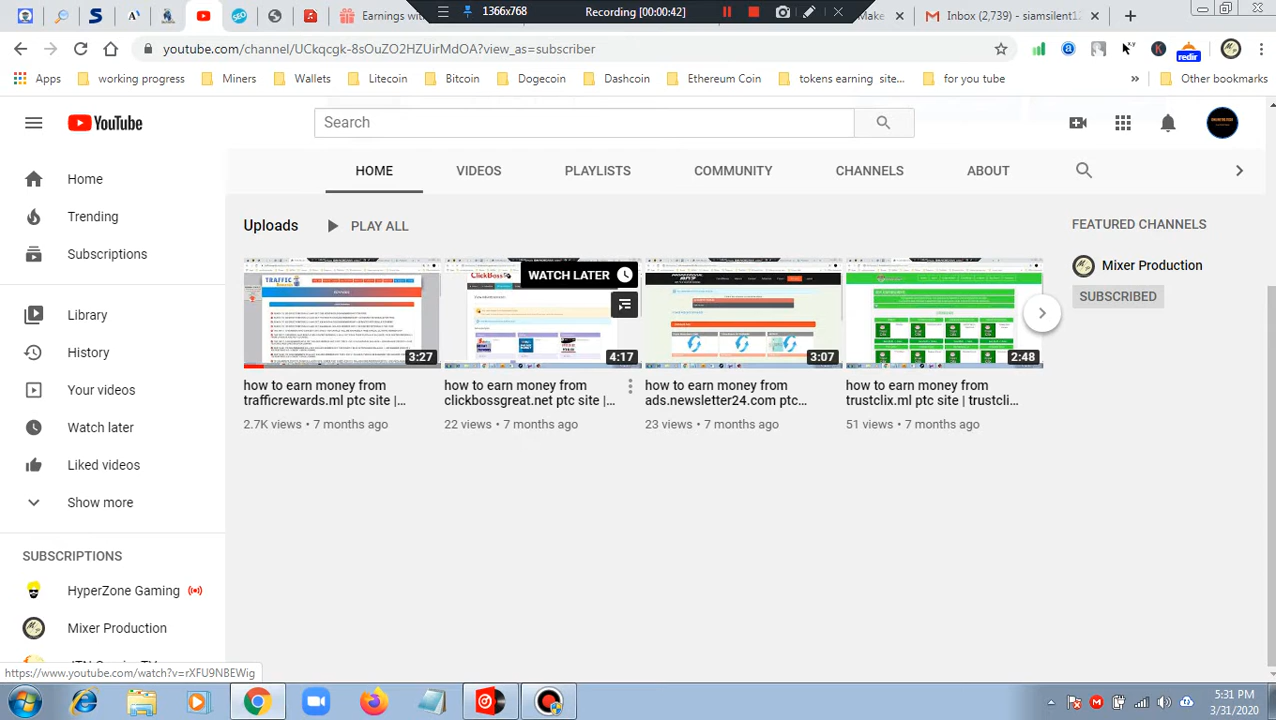 1366x768
Recording [00:00:42]
Earnings with
Make
Inbox (2,739) - siamsilent1
youtube.com/channel/UCkqcgk-8sOuZO2HZUirMdOA?view_as=subscriber
redir
Apps
working progress
Miners
Wallets
Litecoin
Bitcoin
Dogecoin
Dashcoin
Ethereum Coin
tokens earning site...
for you tube
»
Other bookmarks
YouTube
Search
HOME
VIDEOS
PLAYLISTS
COMMUNITY
CHANNELS
ABOUT
Home
Trending
Subscriptions
Library
History
Your videos
Watch later
Liked videos
Show more
SUBSCRIPTIONS
HyperZone Gaming
Mixer Production
Uploads
PLAY ALL
WATCH LATER
3:27
4:17
3:07
2:48
how to earn money from
trafficrewards.ml ptc site |...
2.7K views • 7 months ago
how to earn money from
clickbossgreat.net ptc site |...
22 views • 7 months ago
how to earn money from
ads.newsletter24.com ptc...
23 views • 7 months ago
how to earn money from
trustclix.ml ptc site | trustcli...
51 views • 7 months ago
FEATURED CHANNELS
Mixer Production
SUBSCRIBED
https://www.youtube.com/watch?v=rXFU9NBEWig
5:31 PM
3/31/2020